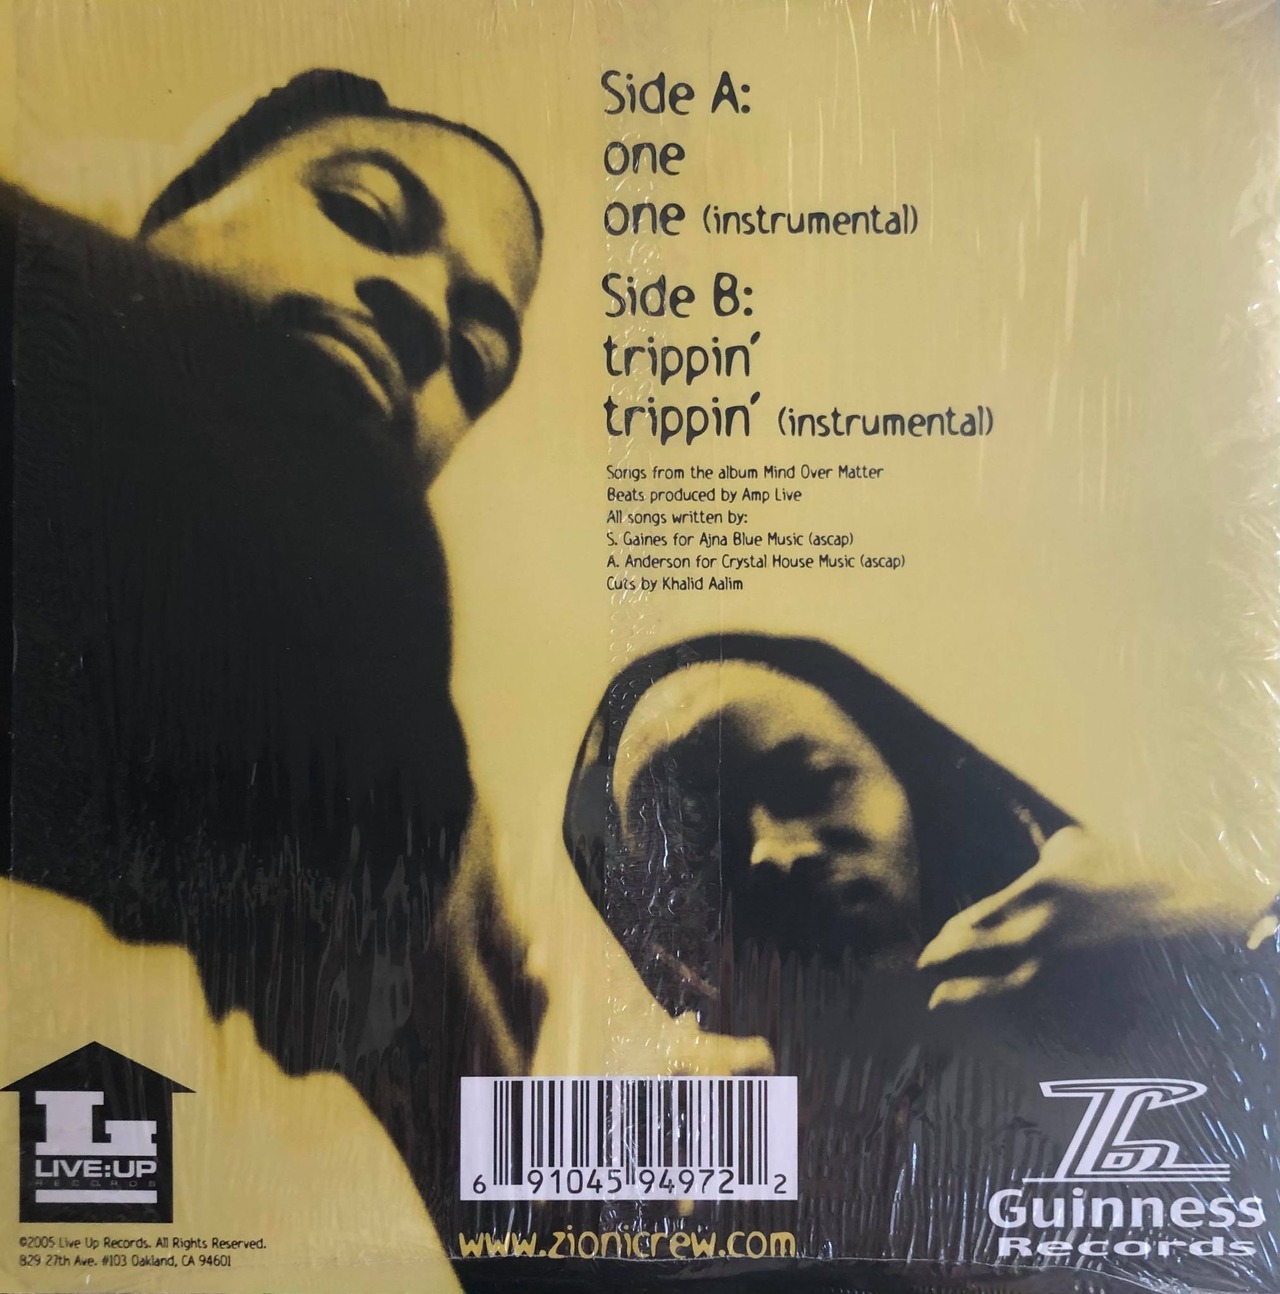 Side A:
one
one (instrumental)
Side B:
trippin'
trippin' (instrumental)
Songs from the album Mind Over Matter
Beats produced by Amp Live
All songs written by:
S. Gaines for Ajna Blue Music (ascap)
A. Anderson for Crystal House Music (ascap)
Cuts by Khalid Aalim
LIVE:UP
RECORDS
6 91045 94972 2
Guinness
Records
www.zionicrew.com
©2005 Live Up Records. All Rights Reserved.
829 27th Ave. #103 Oakland, CA 94601